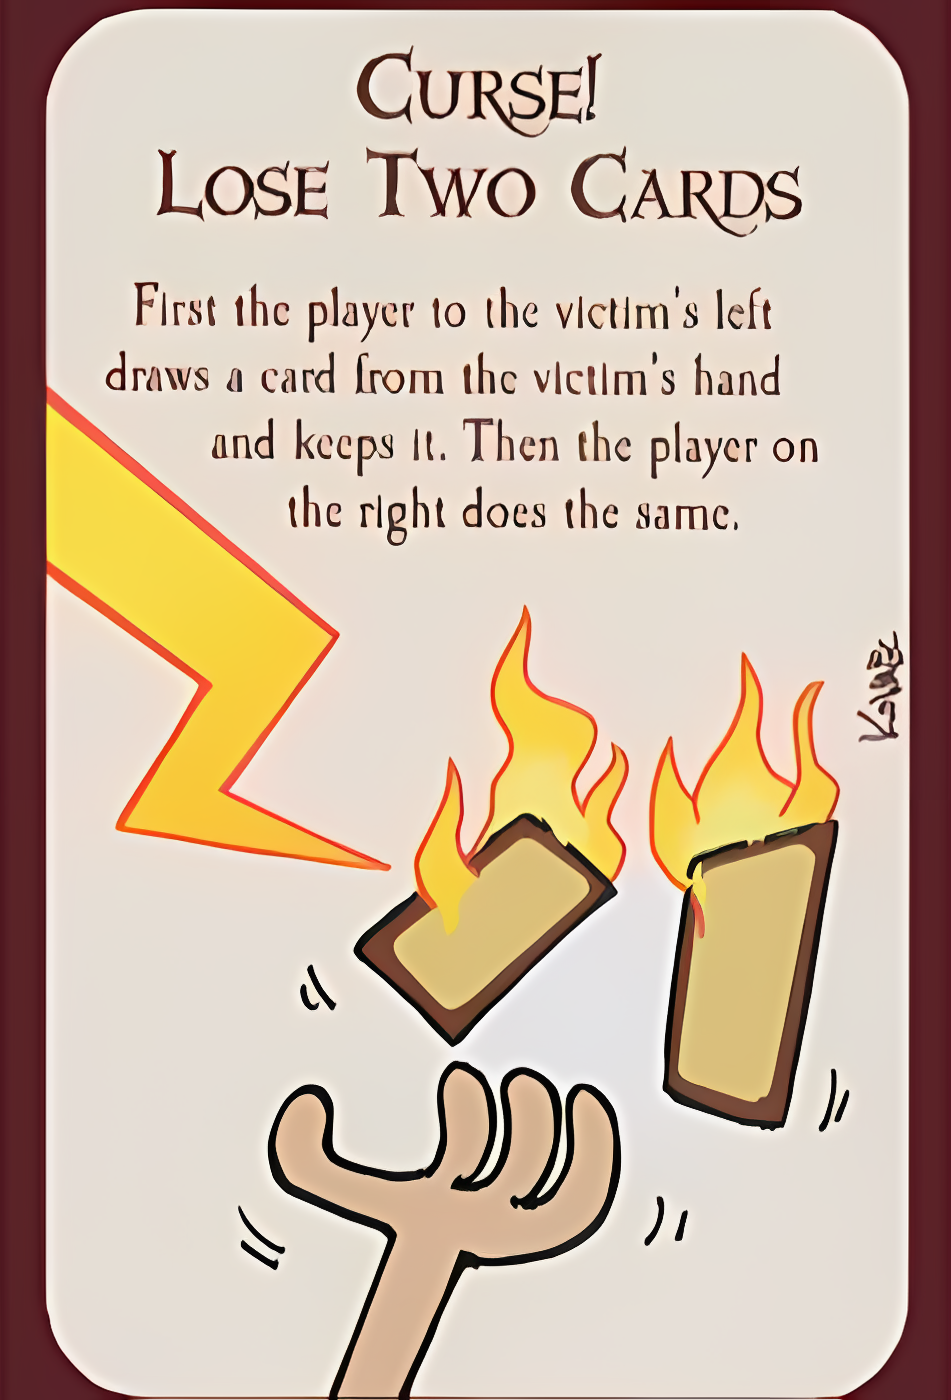 CURSE!
LOSE TWO CARDS
First the player to the victim's left
draws a card from the victim's hand
and keeps it. Then the player on
the right does the same.